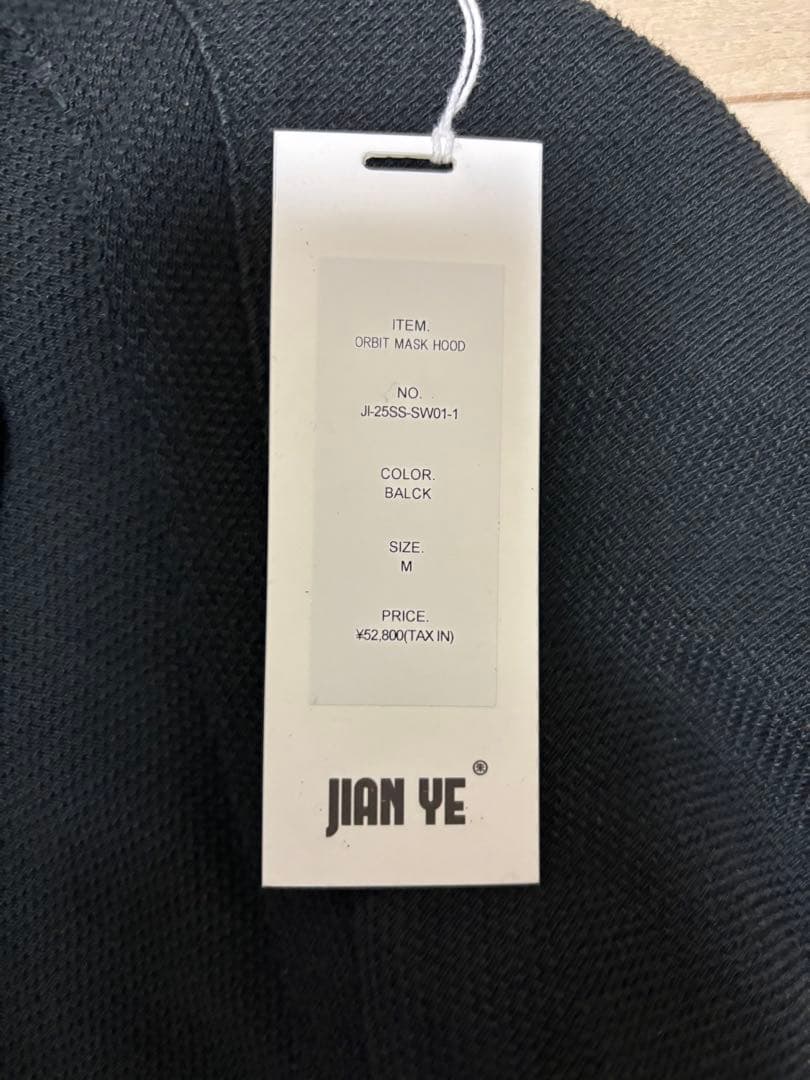 ITEM.
ORBIT MASK HOOD
NO.
JI-25SS-SW01-1
COLOR.
BALCK
SIZE.
M
PRICE.
¥52,800(TAX IN)
JIAN YE